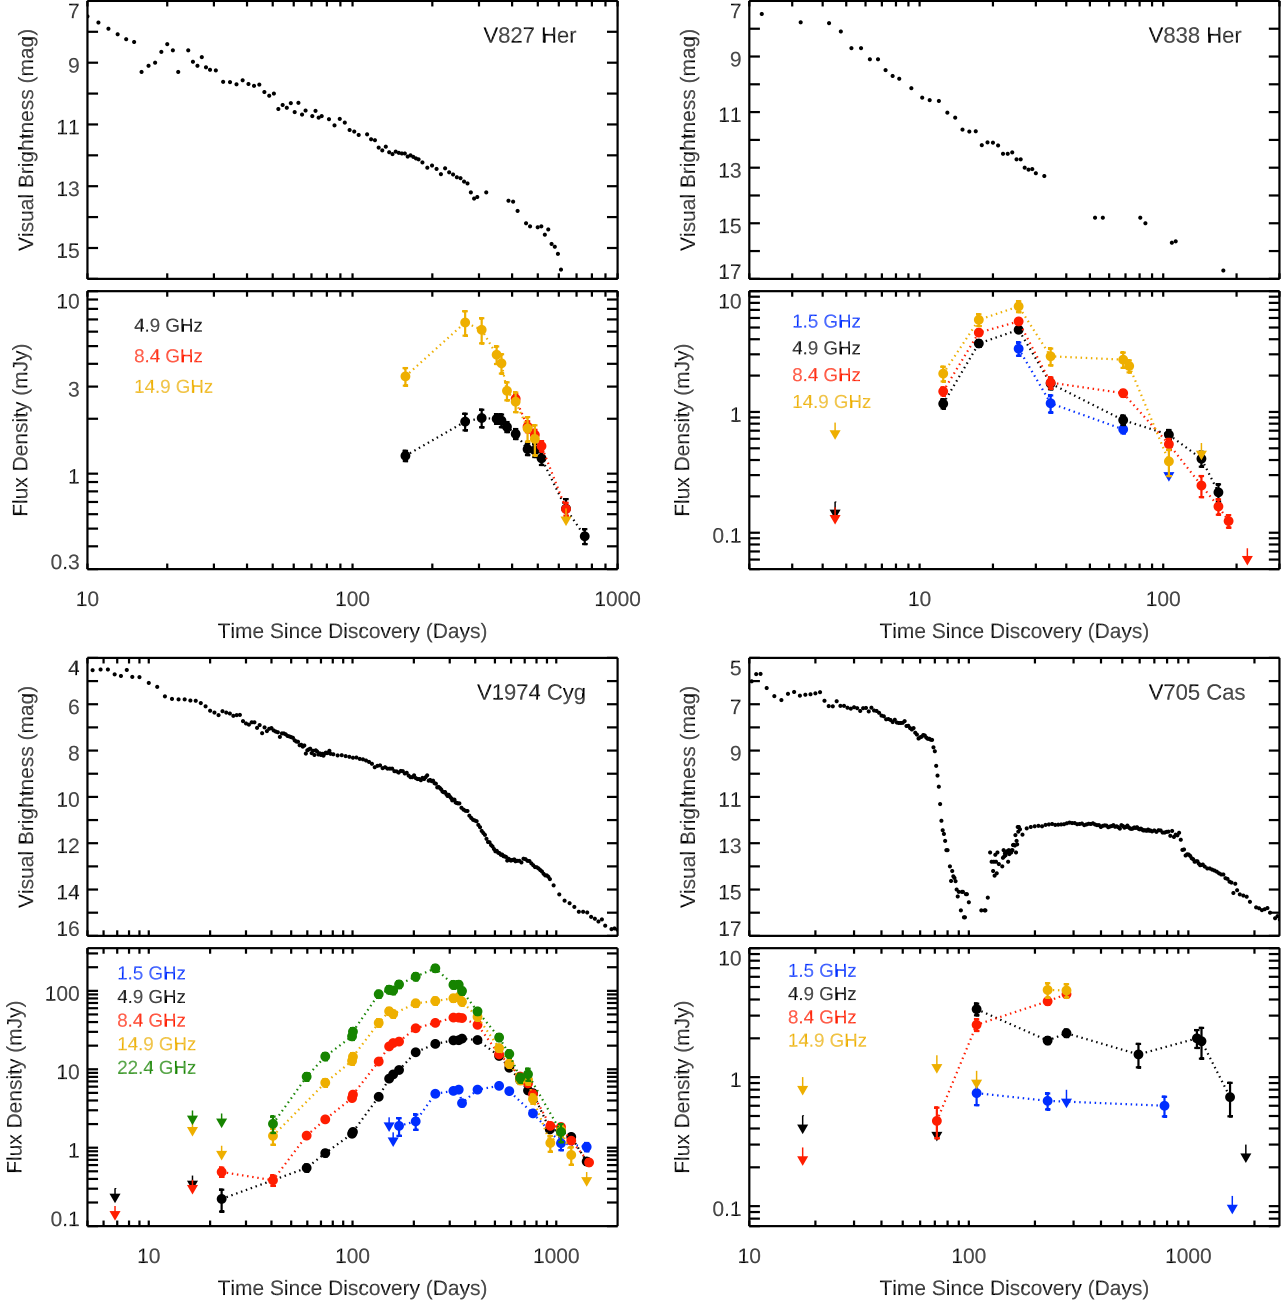 V827 Her
Visual Brightness (mag)
7
9
11
13
15
4.9 GHz
8.4 GHz
14.9 GHz
Flux Density (mJy)
10
3
1
0.3
10 100 1000
Time Since Discovery (Days)
V838 Her
Visual Brightness (mag)
7
9
11
13
15
17
1.5 GHz
4.9 GHz
8.4 GHz
14.9 GHz
Flux Density (mJy)
10
1
0.1
10 100
Time Since Discovery (Days)
V1974 Cyg
Visual Brightness (mag)
4
6
8
10
12
14
16
1.5 GHz
4.9 GHz
8.4 GHz
14.9 GHz
22.4 GHz
Flux Density (mJy)
100
10
1
0.1
10 100 1000
Time Since Discovery (Days)
V705 Cas
Visual Brightness (mag)
5
7
9
11
13
15
17
1.5 GHz
4.9 GHz
8.4 GHz
14.9 GHz
Flux Density (mJy)
10
1
0.1
10 100 1000
Time Since Discovery (Days)